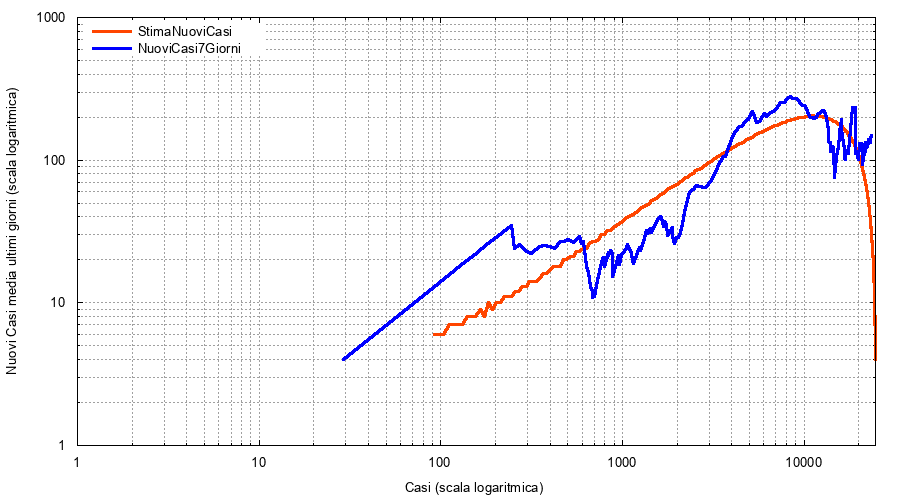 1000
StimaNuoviCasi
NuoviCasi7Giorni
100
10
1
Nuovi Casi media ultimi giorni (scala logaritmica)
1 10 100 1000 10000
Casi (scala logaritmica)